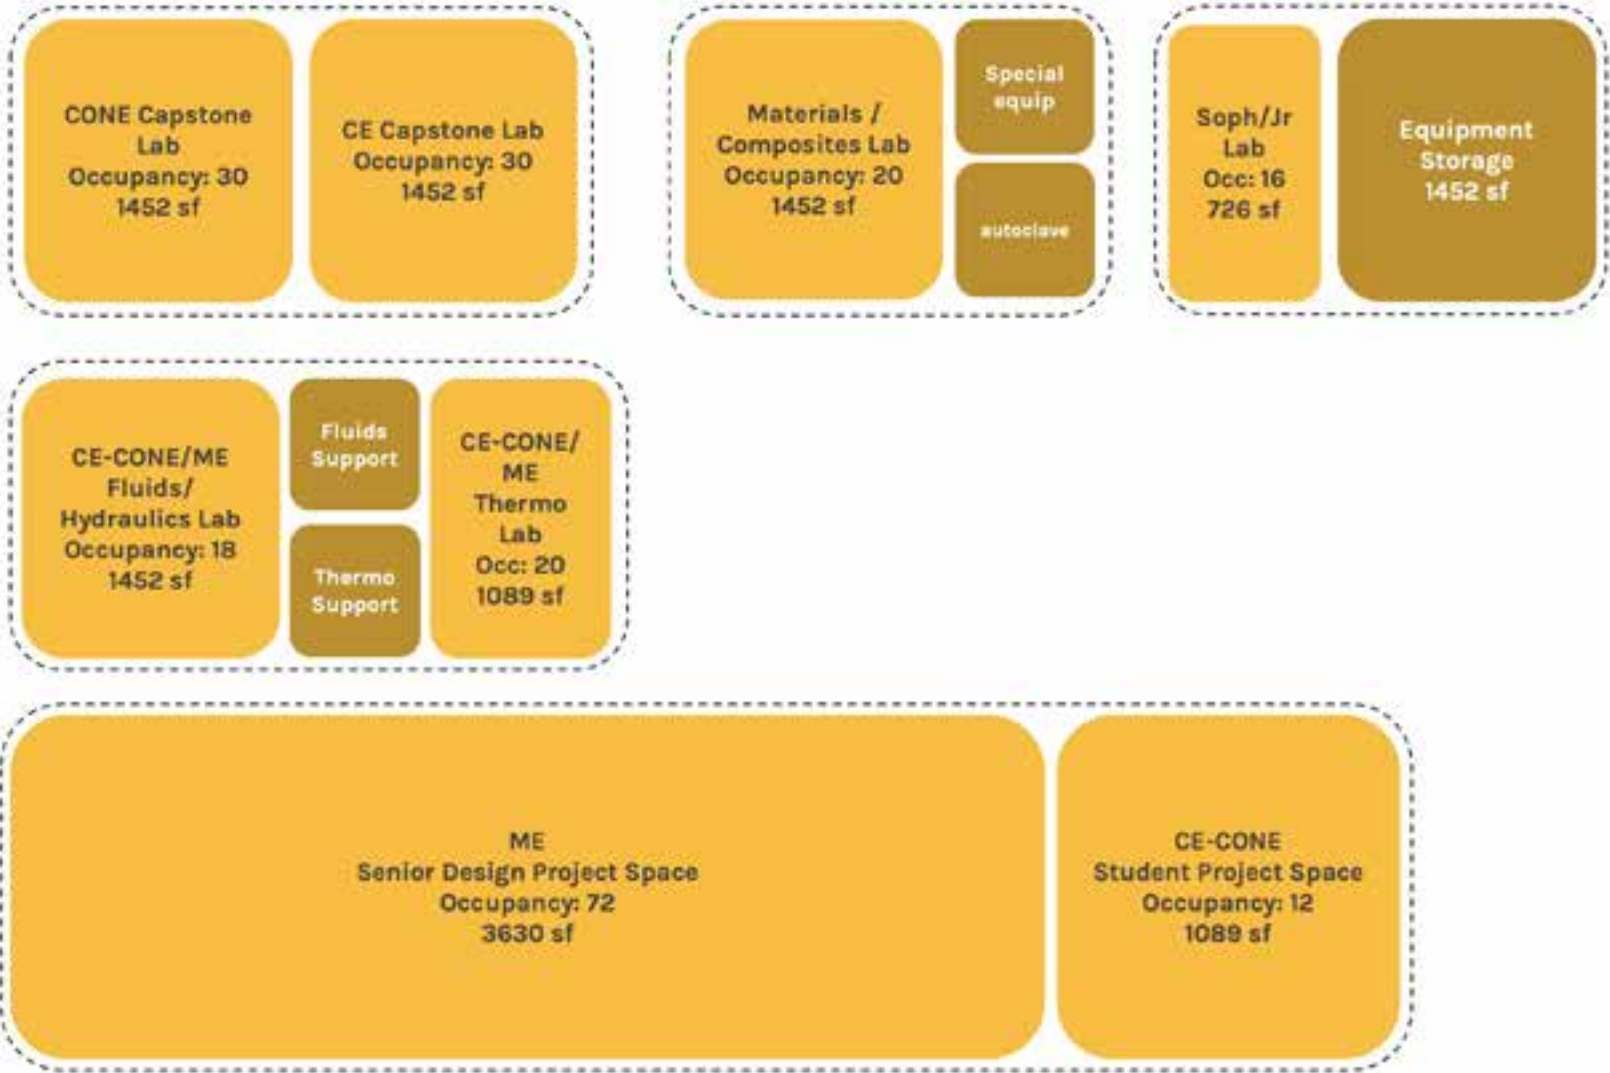 CONE Capstone
Lab
Occupancy: 30
1452 sf
CE Capstone Lab
Occupancy: 30
1452 sf
Materials /
Composites Lab
Occupancy: 20
1452 sf
Special
equip
autoclave
Soph/Jr
Lab
Occ: 16
726 sf
Equipment
Storage
1452 sf
CE-CONE/ME
Fluids/
Hydraulics Lab
Occupancy: 18
1452 sf
Fluids
Support
Thermo
Support
CE-CONE/
ME
Thermo
Lab
Occ: 20
1089 sf
ME
Senior Design Project Space
Occupancy: 72
3630 sf
CE-CONE
Student Project Space
Occupancy: 12
1089 sf